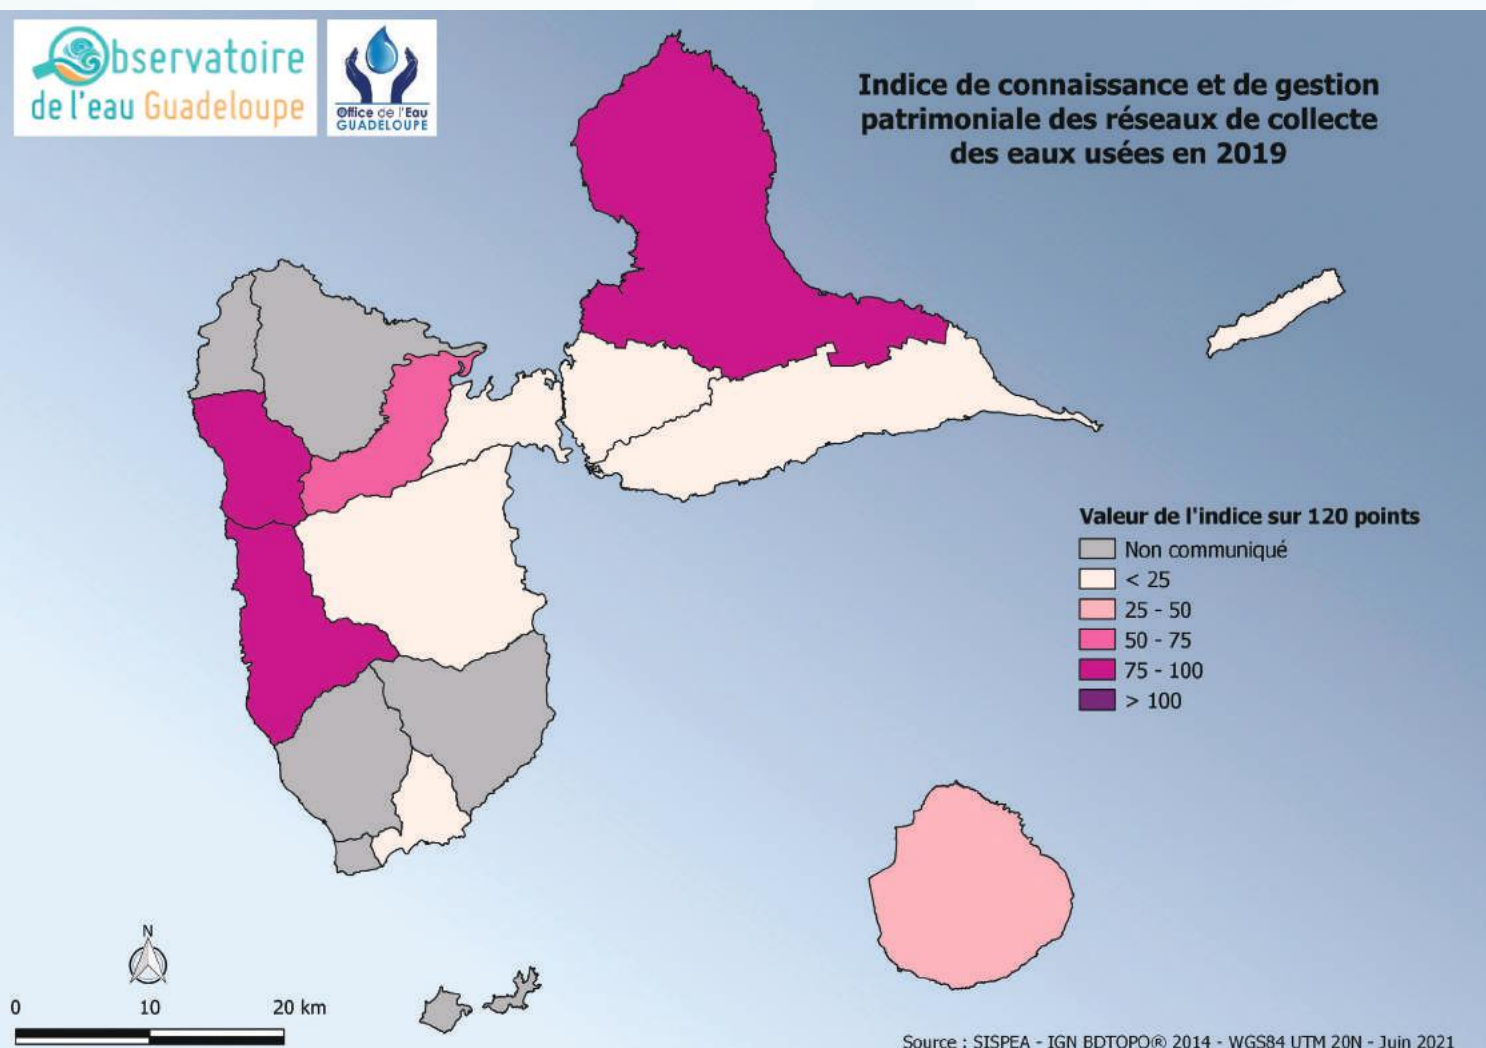 Observatoire
de l'eau Guadeloupe
Office de l'Eau
GUADELOUPE
Indice de connaissance et de gestion
patrimoniale des réseaux de collecte
des eaux usées en 2019
Valeur de l'indice sur 120 points
Non communiqué
< 25
25 - 50
50 - 75
75 - 100
> 100
N
0 10 20 km
Source : SISPEA - IGN BDTOPO® 2014 - WGS84 UTM 20N - Juin 2021